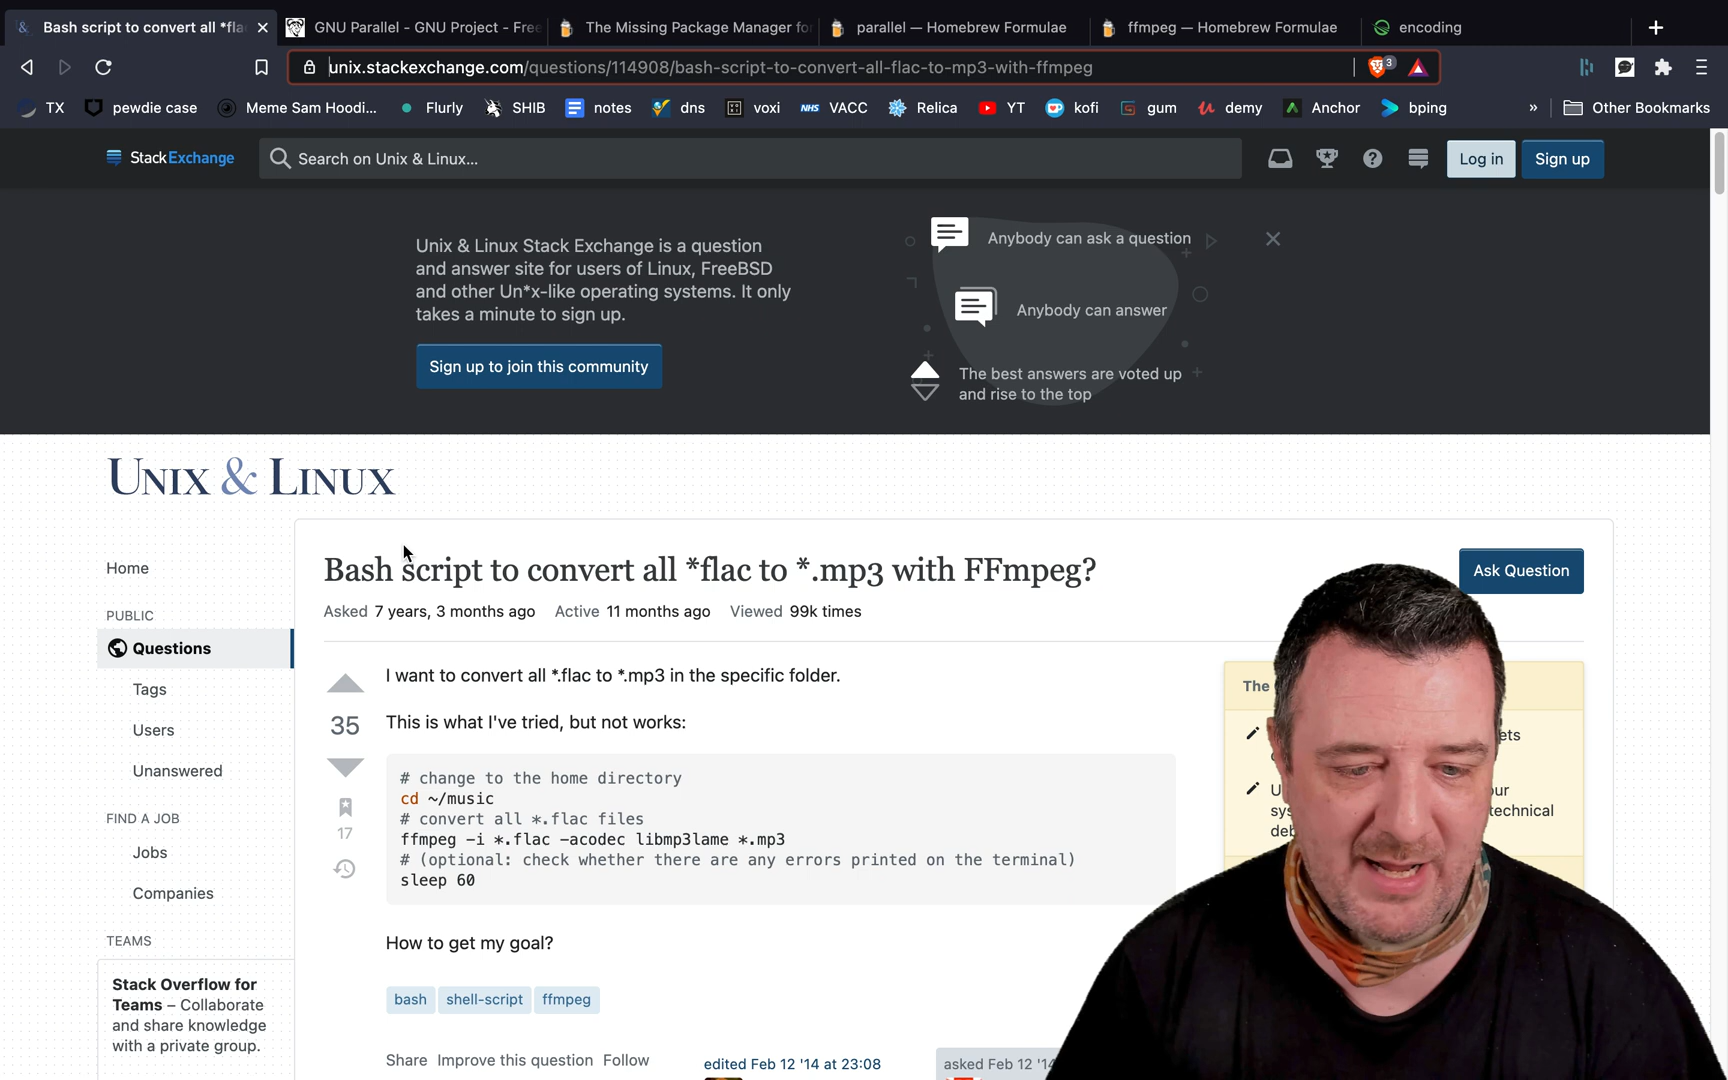 Bash script to convert all *fla
GNU Parallel - GNU Project - Free
The Missing Package Manager for
parallel — Homebrew Formulae
ffmpeg — Homebrew Formulae
encoding
unix.stackexchange.com/questions/114908/bash-script-to-convert-all-flac-to-mp3-with-ffmpeg
3
TX
pewdie case
Meme Sam Hoodi...
Flurly
SHIB
notes
dns
voxi
NHS VACC
Relica
YT
kofi
gum
demy
Anchor
bping
»
Other Bookmarks
StackExchange
Search on Unix & Linux...
Log in
Sign up
Unix & Linux Stack Exchange is a question
and answer site for users of Linux, FreeBSD
and other Un*x-like operating systems. It only
takes a minute to sign up.
Sign up to join this community
Anybody can ask a question
Anybody can answer
The best answers are voted up
and rise to the top
Unix & Linux
Home
PUBLIC
Questions
Tags
Users
Unanswered
FIND A JOB
Jobs
Companies
TEAMS
Stack Overflow for
Teams – Collaborate
and share knowledge
with a private group.
Bash script to convert all *flac to *.mp3 with FFmpeg?
Ask Question
Asked 7 years, 3 months ago Active 11 months ago Viewed 99k times
35
17
I want to convert all *.flac to *.mp3 in the specific folder.
This is what I've tried, but not works:
# change to the home directory
cd ~/music
# convert all *.flac files
ffmpeg -i *.flac -acodec libmp3lame *.mp3
# (optional: check whether there are any errors printed on the terminal)
sleep 60
How to get my goal?
bash shell-script ffmpeg
Share Improve this question Follow
edited Feb 12 '14 at 23:08
asked Feb 12 '14
The
technical